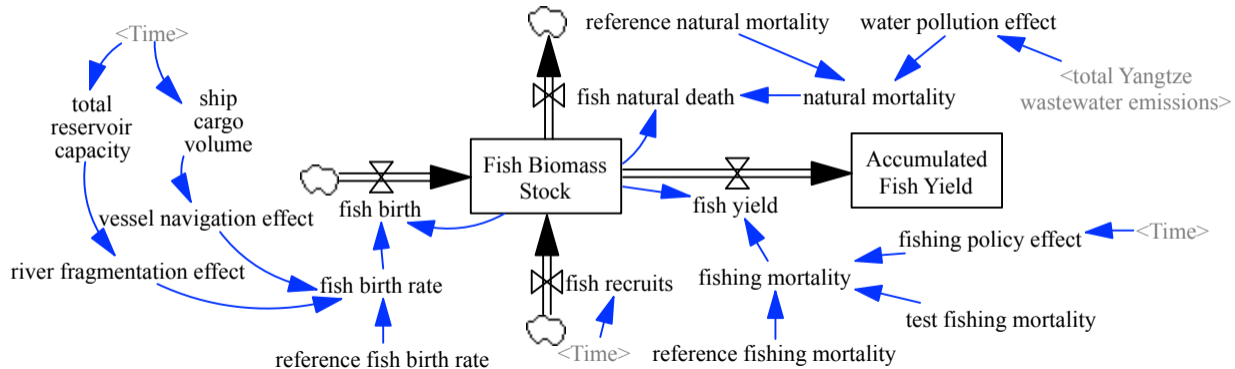 reference natural mortality
water pollution effect
<Time>
<total Yangtze
wastewater emissions>
total
reservoir
capacity
ship
cargo
volume
fish natural death
natural mortality
Fish Biomass
Stock
Accumulated
Fish Yield
fish birth
vessel navigation effect
fish yield
fishing policy effect
<Time>
river fragmentation effect
fish birth rate
fish recruits
fishing mortality
test fishing mortality
reference fish birth rate
<Time>
reference fishing mortality